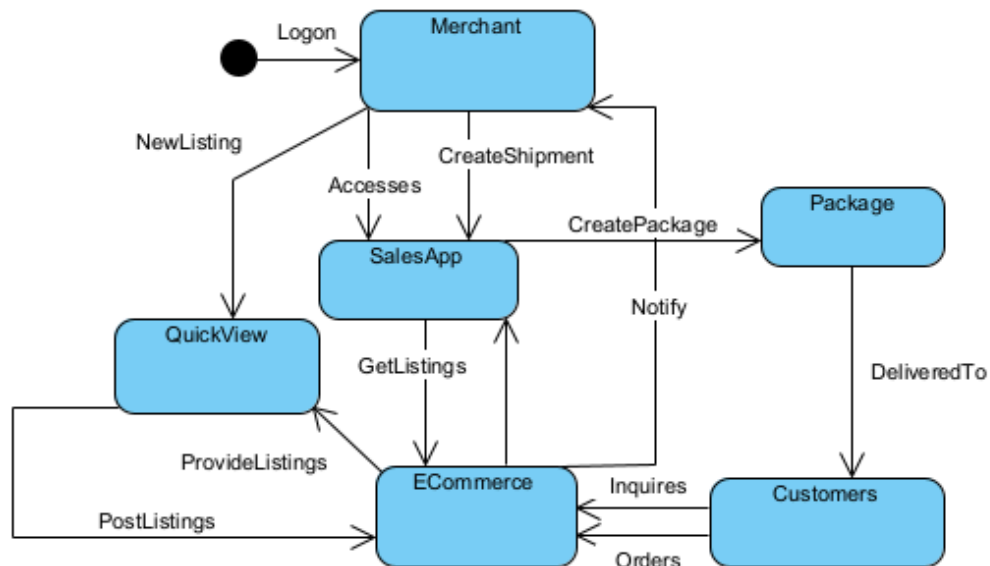 Logon
Merchant
NewListing
CreateShipment
Accesses
Package
CreatePackage
SalesApp
Notify
QuickView
GetListings
DeliveredTo
ProvideListings
ECommerce
Inquires
Customers
PostListings
Orders